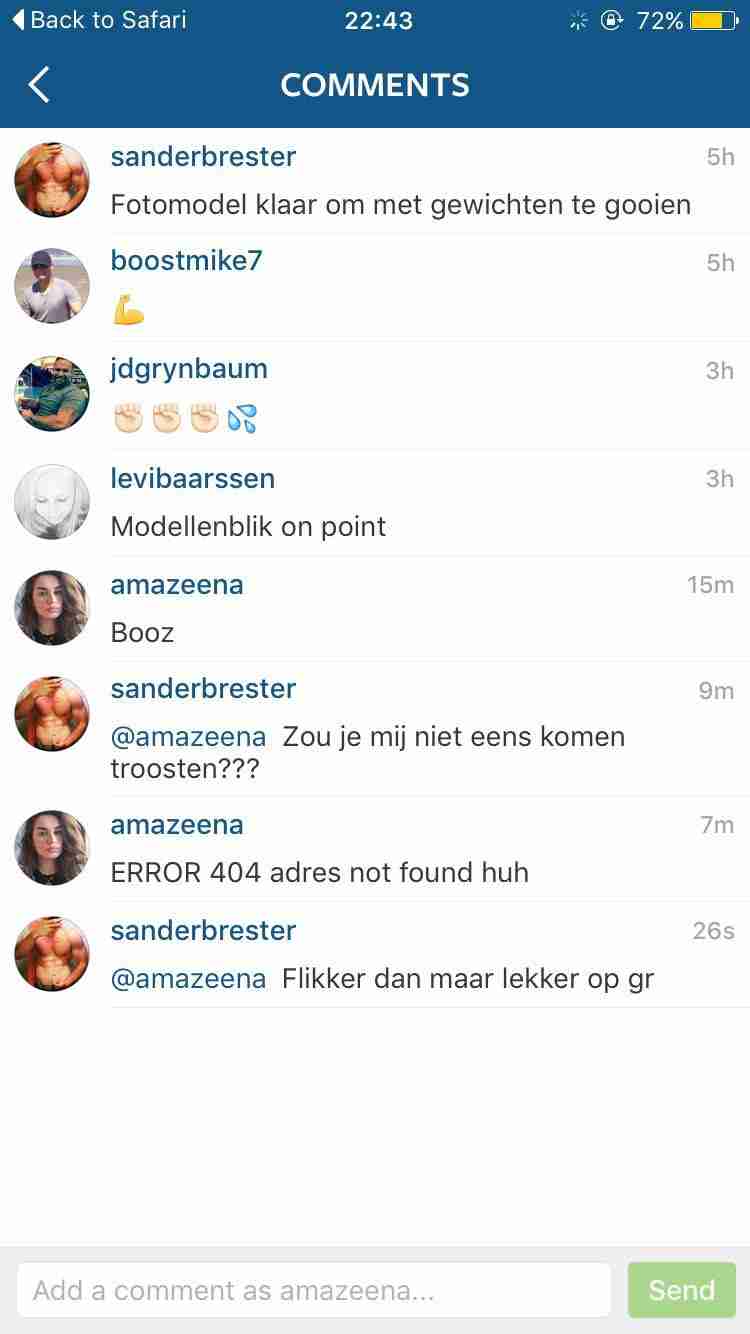 Back to Safari 22:43 72%
COMMENTS
sanderbrester 5h
Fotomodel klaar om met gewichten te gooien
boostmike7 5h
💪
jdgrynbaum 3h
✊🏻✊🏻✊🏻💦
levibaarssen 3h
Modellenblik on point
amazeena 15m
Booz
sanderbrester 9m
@amazeena Zou je mij niet eens komen
troosten???
amazeena 7m
ERROR 404 adres not found huh
sanderbrester 26s
@amazeena Flikker dan maar lekker op gr
Add a comment as amazeena... Send